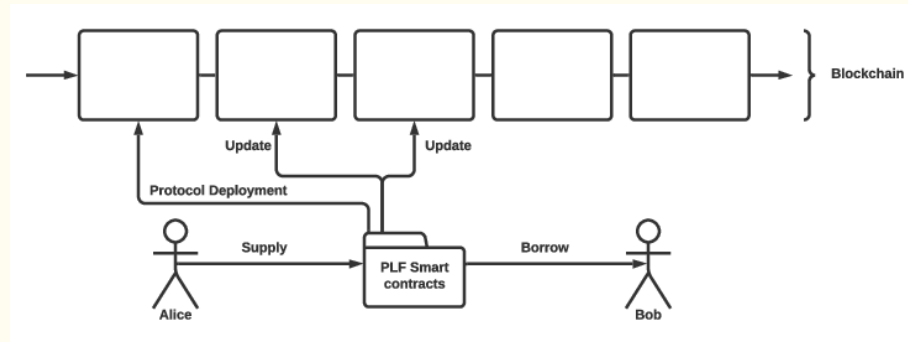 Blockchain
Update
Update
Protocol Deployment
Supply
Borrow
PLF Smart
contracts
Alice
Bob